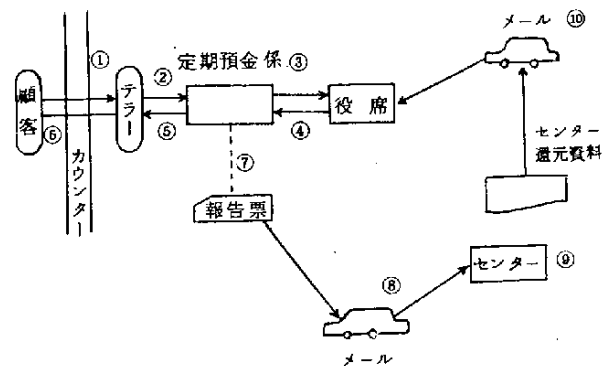 メール ⑩
①
定期預金係 ③
②
顧客
テラー
役席
⑥
⑤
④
センター
還元資料
カウンター
⑦
報告票
センター ⑨
⑧
メール